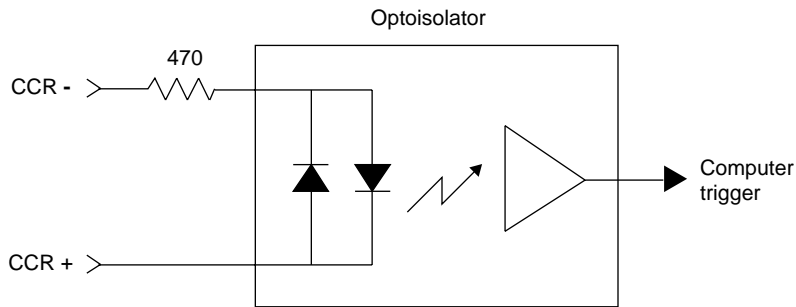 Optoisolator
470
CCR -
CCR +
Computer
trigger